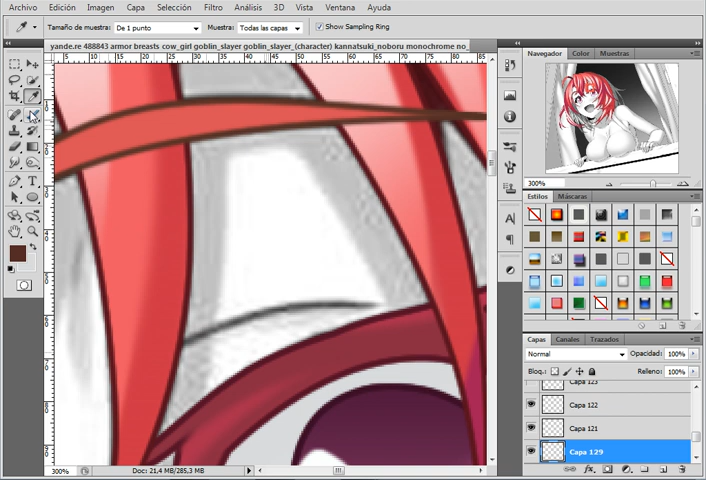 Archivo Edición Imagen Capa Selección Filtro Análisis 3D Vista Ventana Ayuda
Tamaño de muestra: De 1 punto Muestra: Todas las capas Show Sampling Ring
yande.re 488843 armor breasts cow_girl goblin_slayer goblin_slayer_(character) kannatsuki_noboru monochrome no_
Navegador Color Muestras
300%
Estilos Máscaras
Capas Canales Trazados
Normal Opacidad: 100%
Bloq.: Relleno: 100%
Capa 123
Capa 122
Capa 121
Capa 129
300% Doc: 21,4 MB/285,3 MB